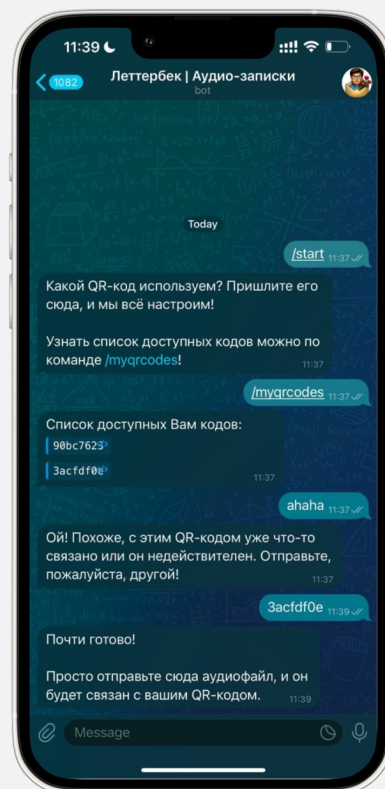 11:39
1082
Леттербек | Аудио-записки
bot
Today
/start 11:37
Какой QR-код используем? Пришлите его
сюда, и мы всё настроим!
Узнать список доступных кодов можно по
команде /myqrcodes!
11:37
/myqrcodes 11:37
Список доступных Вам кодов:
90bc7623
3acfdf0e
11:37
ahaha 11:37
Ой! Похоже, с этим QR-кодом уже что-то
связано или он недействителен. Отправьте,
пожалуйста, другой!
11:37
3acfdf0e 11:39
Почти готово!
Просто отправьте сюда аудиофайл, и он
будет связан с вашим QR-кодом.
11:39
Message